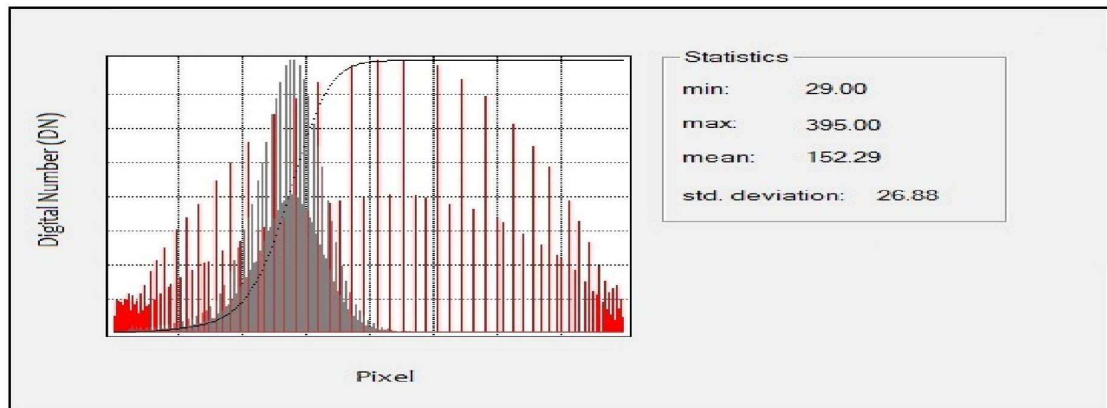 Digital Number (DN)
Pixel
Statistics
min: 29.00
max: 395.00
mean: 152.29
std. deviation: 26.88